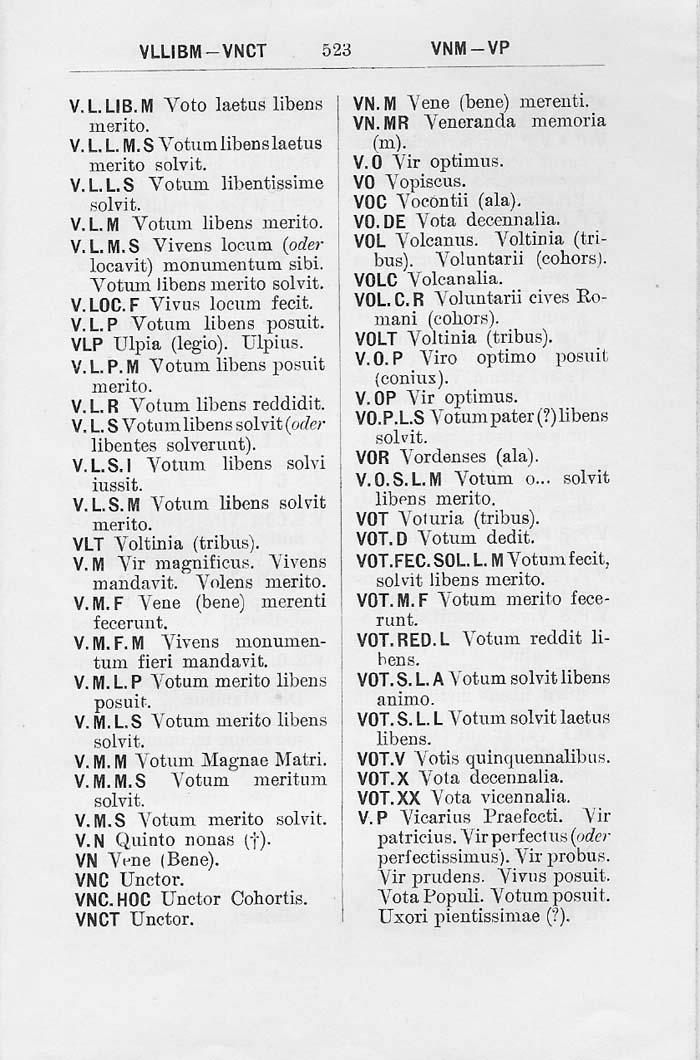 VLLIBM—VNCT 523 VNM—VP
V.L.LIB.M Voto laetus libens
merito.
V.L.L.M.S Votum libens laetus
merito solvit.
V.L.L.S Votum libentissime
solvit.
V.L.M Votum libens merito.
V.L.M.S Vivens locum (oder
locavit) monumentum sibi.
Votum libens merito solvit.
V.LOC.F Vivus locum fecit.
V.L.P Votum libens posuit.
VLP Ulpia (legio). Ulpius.
V.L.P.M Votum libens posuit
merito.
V.L.R Votum libens reddidit.
V.L.S Votum libens solvit (oder
libentes solverunt).
V.L.S.I Votum libens solvi
iussit.
V.L.S.M Votum libens solvit
merito.
VLT Voltinia (tribus).
V.M Vir magnificus. Vivens
mandavit. Volens merito.
V.M.F Vene (bene) merenti
fecerunt.
V.M.F.M Vivens monumen-
tum fieri mandavit.
V.M.L.P Votum merito libens
posuit.
V.M.L.S Votum merito libens
solvit.
V.M.M Votum Magnae Matri.
V.M.M.S Votum meritum
solvit.
V.M.S Votum merito solvit.
V.N Quinto nonas (†).
VN Vene (Bene).
VNC Unctor.
VNC.HOC Unctor Cohortis.
VNCT Unctor.
VN.M Vene (bene) merenti.
VN.MR Veneranda memoria
(m).
V.O Vir optimus.
VO Vopiscus.
VOC Vocontii (ala).
VO.DE Vota decennalia.
VOL Volcanus. Voltinia (tri-
bus). Voluntarii (cohors).
VOLC Volcanalia.
VOL.C.R Voluntarii cives Ro-
mani (cohors).
VOLT Voltinia (tribus).
V.O.P Viro optimo posuit
(coniux).
V.OP Vir optimus.
VO.P.L.S Votum pater (?) libens
solvit.
VOR Vordenses (ala).
V.O.S.L.M Votum o... solvit
libens merito.
VOT Voturia (tribus).
VOT.D Votum dedit.
VOT.FEC.SOL.L.M Votum fecit,
solvit libens merito.
VOT.M.F Votum merito fece-
runt.
VOT.RED.L Votum reddit li-
bens.
VOT.S.L.A Votum solvit libens
animo.
VOT.S.L.L Votum solvit laetus
libens.
VOT.V Votis quinquennalibus.
VOT.X Vota decennalia.
VOT.XX Vota vicennalia.
V.P Vicarius Praefecti. Vir
patricius. Vir perfectus (oder
perfectissimus). Vir probus.
Vir prudens. Vivus posuit.
Vota Populi. Votum posuit.
Uxori pientissimae (?).